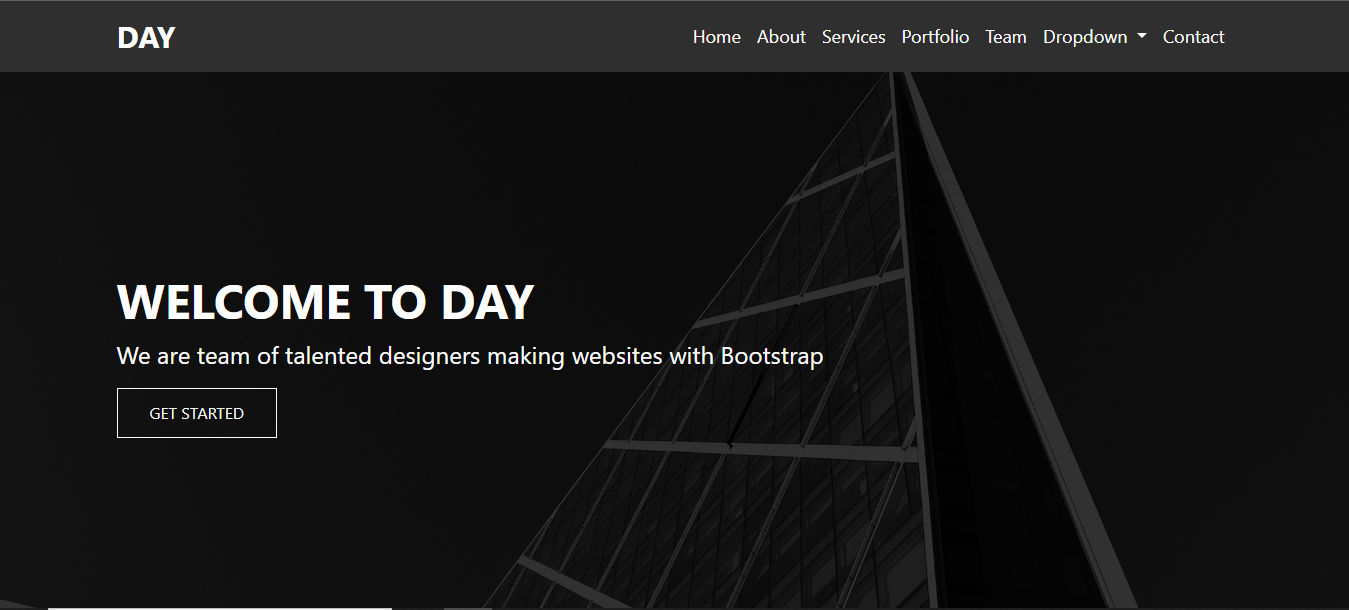 DAY
Home About Services Portfolio Team Dropdown Contact
WELCOME TO DAY
We are team of talented designers making websites with Bootstrap
GET STARTED